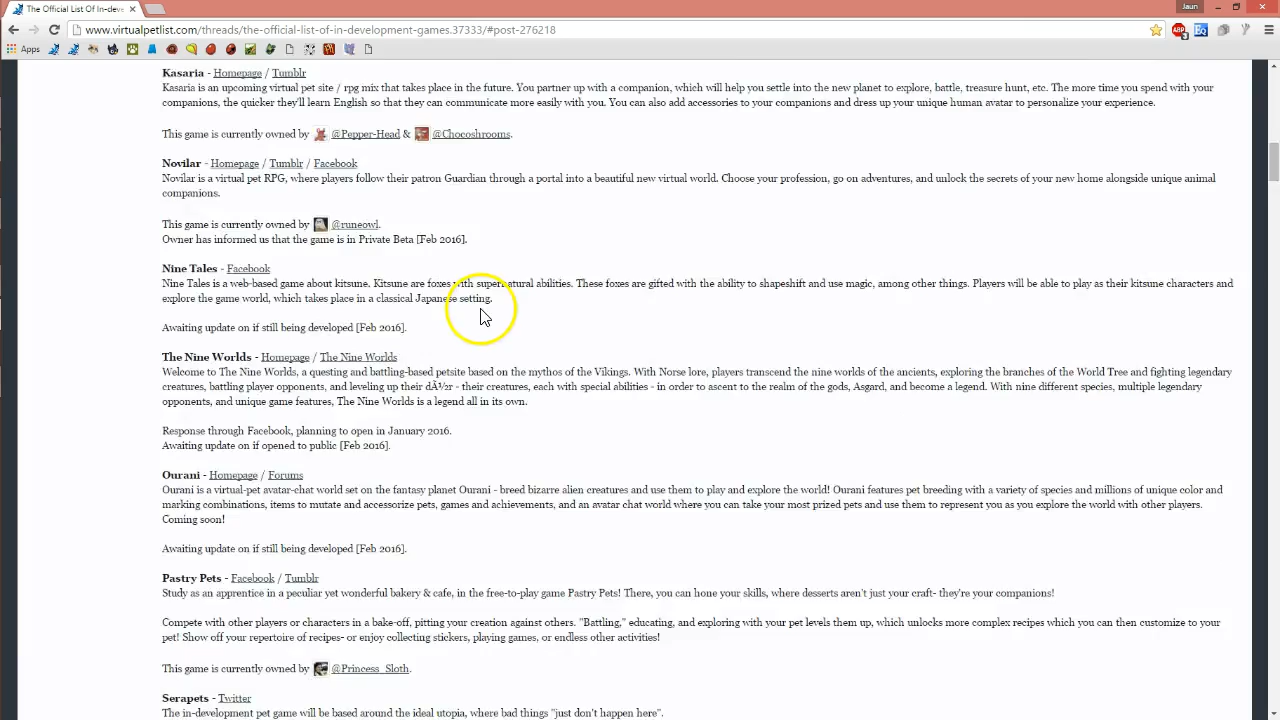 The Official List Of In-deve
Jaun
www.virtualpetlist.com/threads/the-official-list-of-in-development-games.37333/#post-276218
Apps
Kasaria - Homepage / Tumblr
Kasaria is an upcoming virtual pet site / rpg mix that takes place in the future. You partner up with a companion, which will help you settle into the new planet to explore, battle, treasure hunt, etc. The more time you spend with your
companions, the quicker they'll learn English so that they can communicate more easily with you. You can also add accessories to your companions and dress up your unique human avatar to personalize your experience.
This game is currently owned by @Pepper-Head & @Chocoshrooms.
Novilar - Homepage / Tumblr / Facebook
Novilar is a virtual pet RPG, where players follow their patron Guardian through a portal into a beautiful new virtual world. Choose your profession, go on adventures, and unlock the secrets of your new home alongside unique animal
companions.
This game is currently owned by @runeowl.
Owner has informed us that the game is in Private Beta [Feb 2016].
Nine Tales - Facebook
Nine Tales is a web-based game about kitsune. Kitsune are foxes with supernatural abilities. These foxes are gifted with the ability to shapeshift and use magic, among other things. Players will be able to play as their kitsune characters and
explore the game world, which takes place in a classical Japanese setting.
Awaiting update on if still being developed [Feb 2016].
The Nine Worlds - Homepage / The Nine Worlds
Welcome to The Nine Worlds, a questing and battling-based petsite based on the mythos of the Vikings. With Norse lore, players transcend the nine worlds of the ancients, exploring the branches of the World Tree and fighting legendary
creatures, battling player opponents, and leveling up their dÃ½r - their creatures, each with special abilities - in order to ascent to the realm of the gods, Asgard, and become a legend. With nine different species, multiple legendary
opponents, and unique game features, The Nine Worlds is a legend all in its own.
Response through Facebook, planning to open in January 2016.
Awaiting update on if opened to public [Feb 2016].
Ourani - Homepage / Forums
Ourani is a virtual-pet avatar-chat world set on the fantasy planet Ourani - breed bizarre alien creatures and use them to play and explore the world! Ourani features pet breeding with a variety of species and millions of unique color and
marking combinations, items to mutate and accessorize pets, games and achievements, and an avatar chat world where you can take your most prized pets and use them to represent you as you explore the world with other players.
Coming soon!
Awaiting update on if still being developed [Feb 2016].
Pastry Pets - Facebook / Tumblr
Study as an apprentice in a peculiar yet wonderful bakery & cafe, in the free-to-play game Pastry Pets! There, you can hone your skills, where desserts aren't just your craft- they're your companions!
Compete with other players or characters in a bake-off, pitting your creation against others. "Battling," educating, and exploring with your pet levels them up, which unlocks more complex recipes which you can then customize to your
pet! Show off your repertoire of recipes- or enjoy collecting stickers, playing games, or endless other activities!
This game is currently owned by @Princess_Sloth.
Serapets - Twitter
The in-development pet game will be based around the ideal utopia, where bad things "just don't happen here".